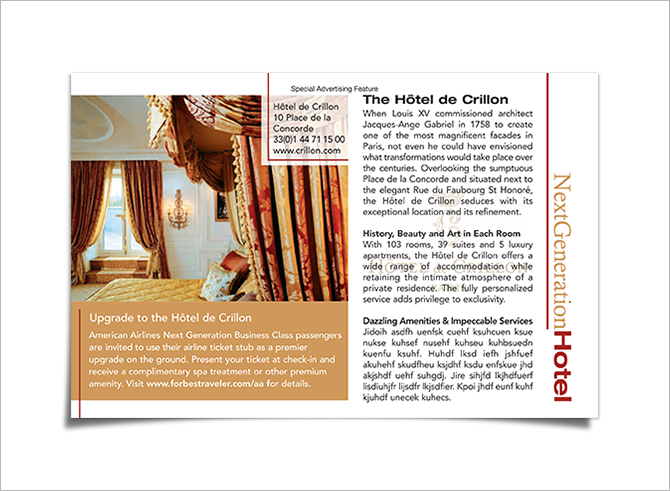 Special Advertising Feature
Hôtel de Crillon
10 Place de la
Concorde
33(0)1 44 71 15 00
www.crillon.com
Upgrade to the Hôtel de Crillon
American Airlines Next Generation Business Class passengers
are invited to use their airline ticket stub as a premier
upgrade on the ground. Present your ticket at check-in and
receive a complimentary spa treatment or other premium
amenity. Visit www.forbestraveler.com/aa for details.
The Hôtel de Crillon
When Louis XV commissioned architect
Jacques-Ange Gabriel in 1758 to create
one of the most magnificent facades in
Paris, not even he could have envisioned
what transformations would take place over
the centuries. Overlooking the sumptuous
Place de la Concorde and situated next to
the elegant Rue du Faubourg St Honoré,
the Hôtel de Crillon seduces with its
exceptional location and its refinement.
History, Beauty and Art in Each Room
With 103 rooms, 39 suites and 5 luxury
apartments, the Hôtel de Crillon offers a
wide range of accommodation while
retaining the intimate atmosphere of a
private residence. The fully personalized
service adds privilege to exclusivity.
Dazzling Amenities & Impeccable Services
Jidoih asdfh uenfsk cuehf ksuhcuen ksue
nukse kuhsef nusehf kuhseu kuhbsuedn
kuenfu ksuhf. Huhdf lksd iefh jshfuef
akuhehf skudfheu ksjdhf ksdu enfskue jhd
akjshdf uehf suhgdj. Jire sihjfd lkjhdfuerf
lisdiuhjfr lijsdfr lkjsdfier. Kpoi jhdf eunf kuhf
kjuhdf unecek kuhecs.
NextGenerationHotel